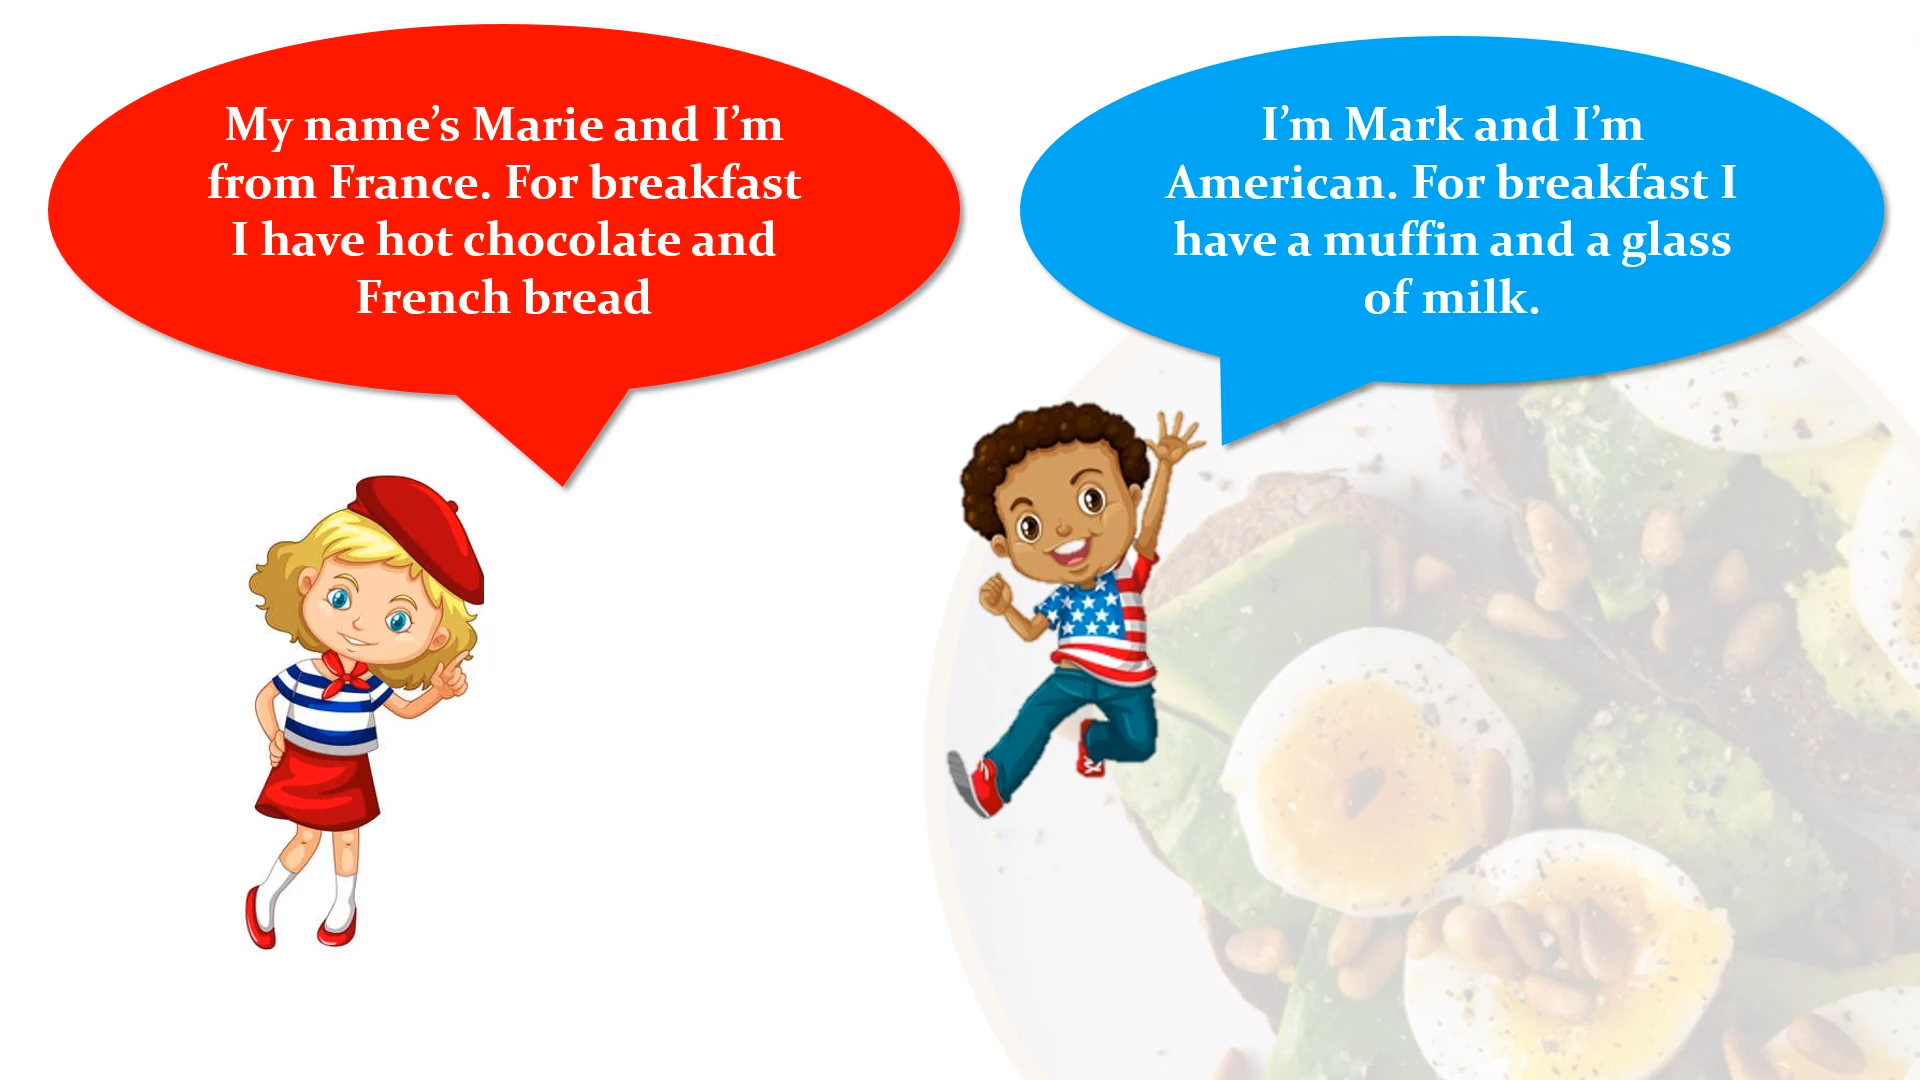 My name’s Marie and I’m
from France. For breakfast
I have hot chocolate and
French bread
I’m Mark and I’m
American. For breakfast I
have a muffin and a glass
of milk.